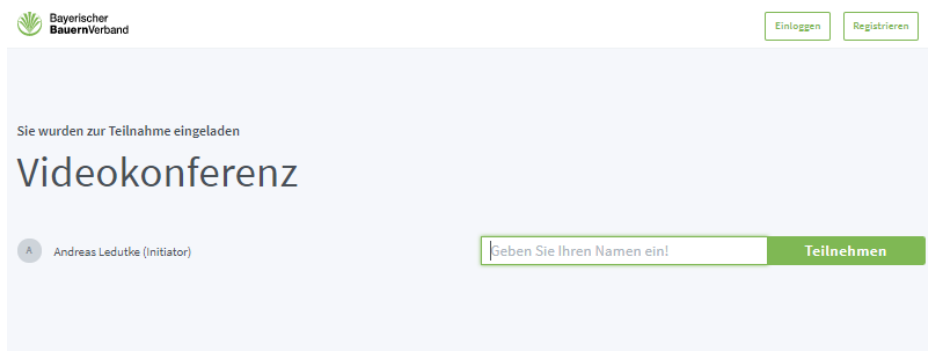 Bayerischer
BauernVerband
Einloggen
Registrieren
Sie wurden zur Teilnahme eingeladen
Videokonferenz
A
Andreas Ledutke (Initiator)
Geben Sie Ihren Namen ein!
Teilnehmen